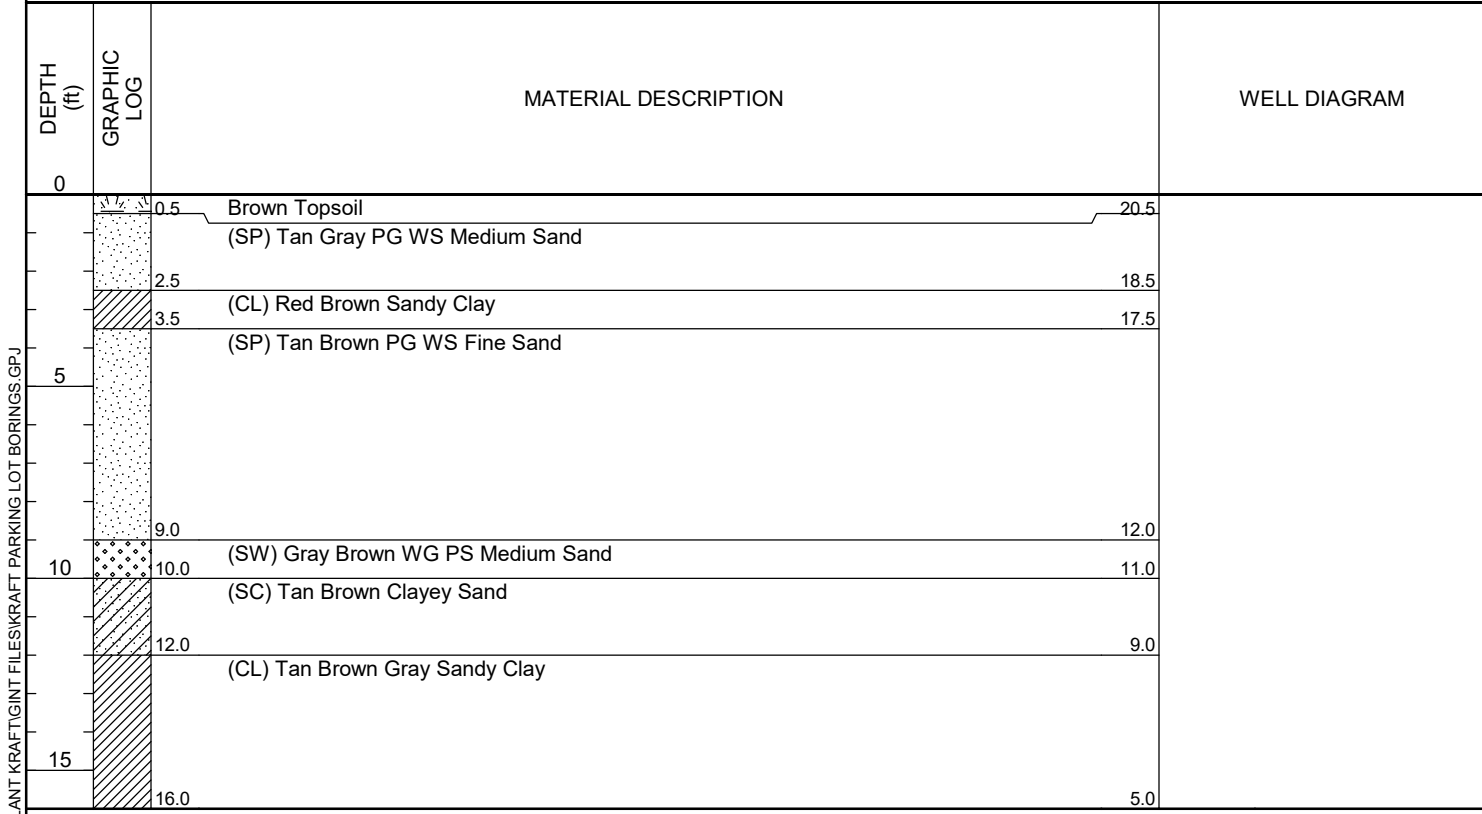 DEPTH
(ft)
GRAPHIC
LOG
MATERIAL DESCRIPTION
WELL DIAGRAM
0
0.5 Brown Topsoil 20.5
(SP) Tan Gray PG WS Medium Sand
2.5 18.5
(CL) Red Brown Sandy Clay
3.5 17.5
(SP) Tan Brown PG WS Fine Sand
5
9.0 12.0
(SW) Gray Brown WG PS Medium Sand
10 10.0 11.0
(SC) Tan Brown Clayey Sand
12.0 9.0
(CL) Tan Brown Gray Sandy Clay
15
16.0 5.0
ANT KRAFT\GINT FILES\KRAFT PARKING LOT BORINGS.GPJ